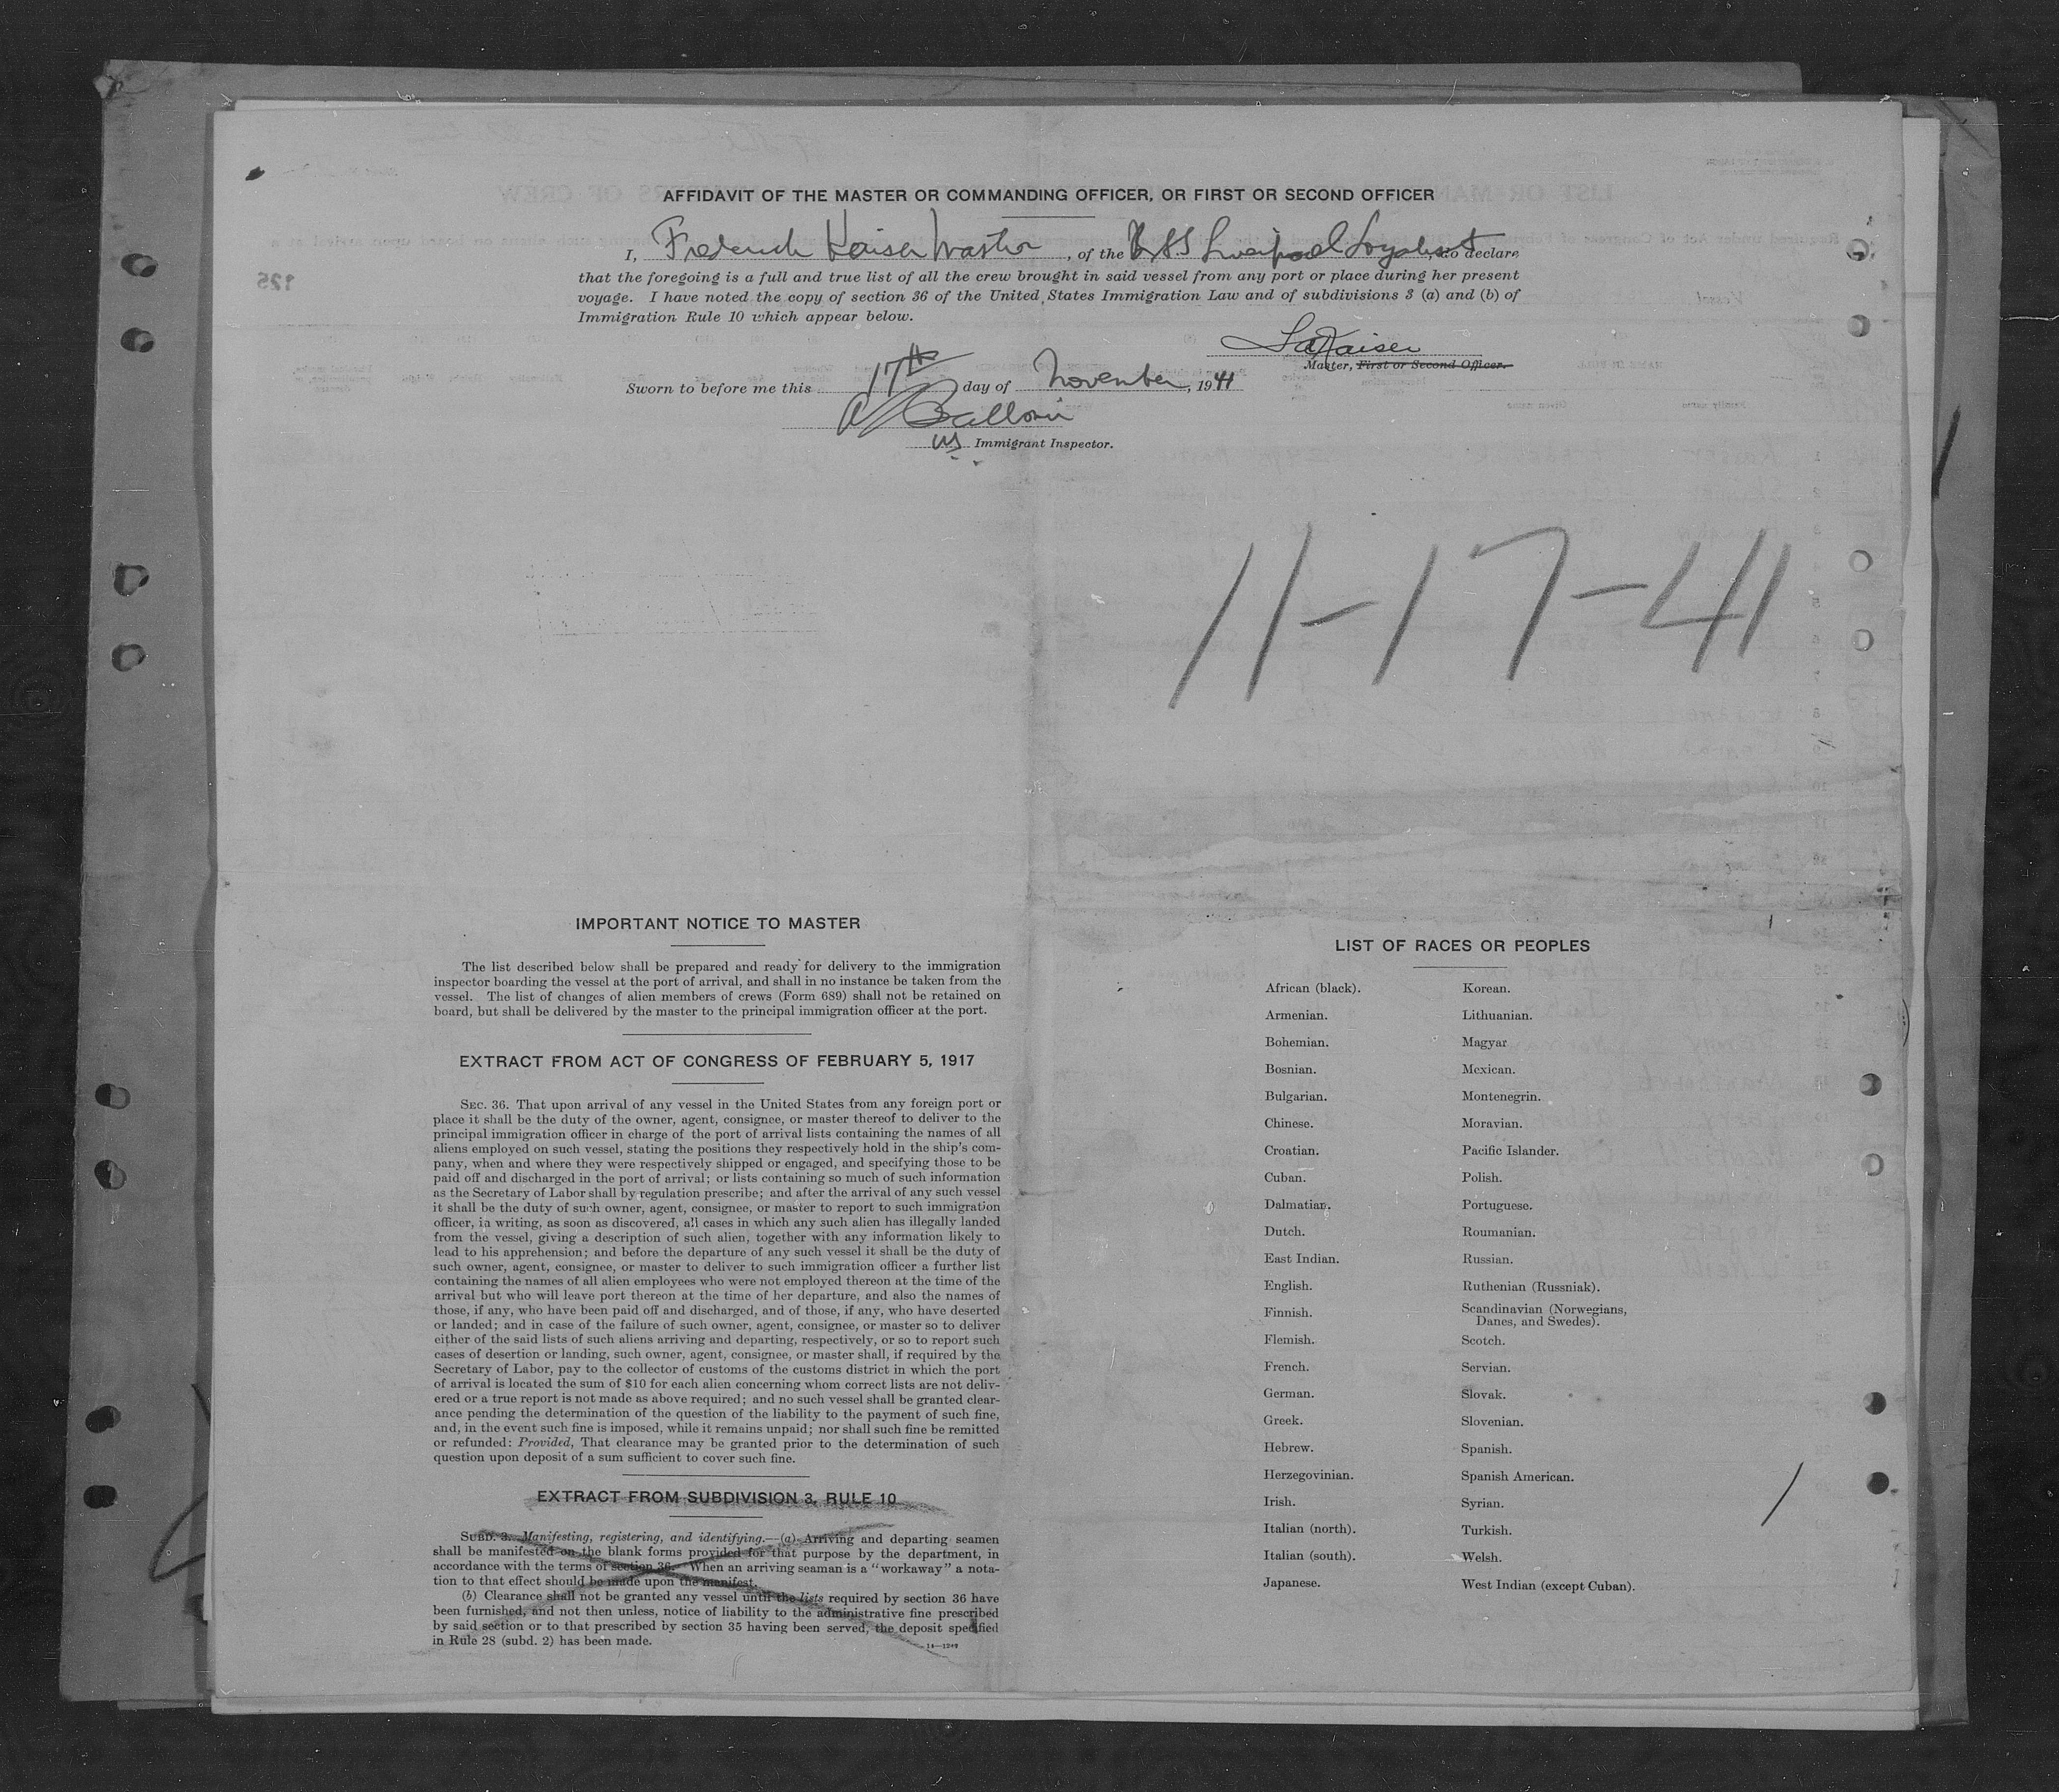 AFFIDAVIT OF THE MASTER OR COMMANDING OFFICER, OR FIRST OR SECOND OFFICER
I, Frederick Kaiser Master, of the Br SS Liverpool Loyalist, do declare
that the foregoing is a full and true list of all the crew brought in said vessel from any port or place during her present
voyage. I have noted the copy of section 36 of the United States Immigration Law and of subdivisions 3 (a) and (b) of
Immigration Rule 10 which appear below.
Kaiser
Master, First or Second Officer.
Sworn to before me this 17th day of November, 1941
US Immigrant Inspector.
125
11-17-41
IMPORTANT NOTICE TO MASTER
The list described below shall be prepared and ready for delivery to the immigration
inspector boarding the vessel at the port of arrival, and shall in no instance be taken from the
vessel. The list of changes of alien members of crews (Form 689) shall not be retained on
board, but shall be delivered by the master to the principal immigration officer at the port.
EXTRACT FROM ACT OF CONGRESS OF FEBRUARY 5, 1917
SEC. 36. That upon arrival of any vessel in the United States from any foreign port or
place it shall be the duty of the owner, agent, consignee, or master thereof to deliver to the
principal immigration officer in charge of the port of arrival lists containing the names of all
aliens employed on such vessel, stating the positions they respectively hold in the ship's com-
pany, when and where they were respectively shipped or engaged, and specifying those to be
paid off and discharged in the port of arrival; or lists containing so much of such information
as the Secretary of Labor shall by regulation prescribe; and after the arrival of any such vessel
it shall be the duty of such owner, agent, consignee, or master to report to such immigration
officer, in writing, as soon as discovered, all cases in which any such alien has illegally landed
from the vessel, giving a description of such alien, together with any information likely to
lead to his apprehension; and before the departure of any such vessel it shall be the duty of
such owner, agent, consignee, or master to deliver to such immigration officer a further list
containing the names of all alien employees who were not employed thereon at the time of the
arrival but who will leave port thereon at the time of her departure, and also the names of
those, if any, who have been paid off and discharged, and of those, if any, who have deserted
or landed; and in case of the failure of such owner, agent, consignee, or master so to deliver
either of the said lists of such aliens arriving and departing, respectively, or so to report such
cases of desertion or landing, such owner, agent, consignee, or master shall, if required by the
Secretary of Labor, pay to the collector of customs of the customs district in which the port
of arrival is located the sum of $10 for each alien concerning whom correct lists are not deliv-
ered or a true report is not made as above required; and no such vessel shall be granted clear-
ance pending the determination of the question of the liability to the payment of such fine,
and, in the event such fine is imposed, while it remains unpaid; nor shall such fine be remitted
or refunded: Provided, That clearance may be granted prior to the determination of such
question upon deposit of a sum sufficient to cover such fine.
EXTRACT FROM SUBDIVISION 3, RULE 10
SUBD. 3. Manifesting, registering, and identifying.—(a) Arriving and departing seamen
shall be manifested on the blank forms provided for that purpose by the department, in
accordance with the terms of section 36. When an arriving seaman is a "workaway" a nota-
tion to that effect should be made upon the manifest.
(b) Clearance shall not be granted any vessel until the lists required by section 36 have
been furnished, and not then unless, notice of liability to the administrative fine prescribed
by said section or to that prescribed by section 35 having been served, the deposit specified
in Rule 28 (subd. 2) has been made.
14—1249
LIST OF RACES OR PEOPLES
African (black).
Armenian.
Bohemian.
Bosnian.
Bulgarian.
Chinese.
Croatian.
Cuban.
Dalmatian.
Dutch.
East Indian.
English.
Finnish.
Flemish.
French.
German.
Greek.
Hebrew.
Herzegovinian.
Irish.
Italian (north).
Italian (south).
Japanese.
Korean.
Lithuanian.
Magyar
Mexican.
Montenegrin.
Moravian.
Pacific Islander.
Polish.
Portuguese.
Roumanian.
Russian.
Ruthenian (Russniak).
Scandinavian (Norwegians,
Danes, and Swedes).
Scotch.
Servian.
Slovak.
Slovenian.
Spanish.
Spanish American.
Syrian.
Turkish.
Welsh.
West Indian (except Cuban).